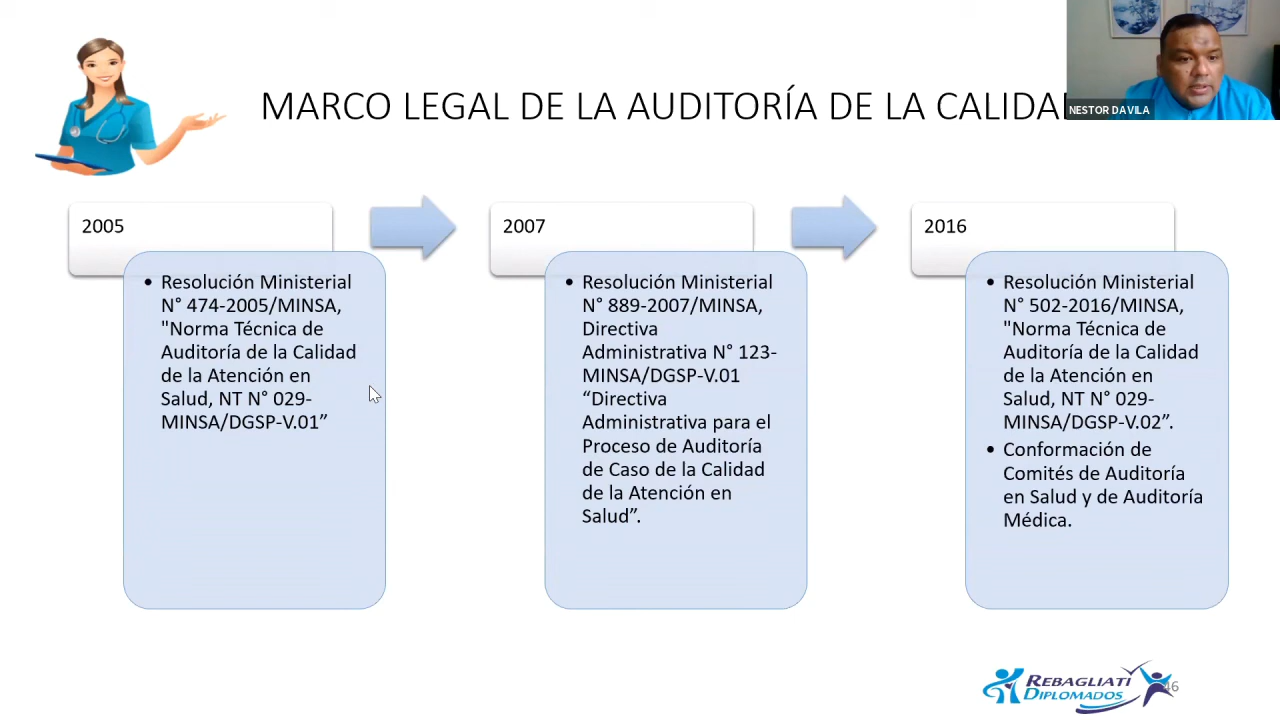 MARCO LEGAL DE LA AUDITORÍA DE LA CALIDA
NESTOR DAVILA
2005
• Resolución Ministerial
N° 474-2005/MINSA,
"Norma Técnica de
Auditoría de la Calidad
de la Atención en
Salud, NT N° 029-
MINSA/DGSP-V.01”
2007
• Resolución Ministerial
N° 889-2007/MINSA,
Directiva
Administrativa N° 123-
MINSA/DGSP-V.01
“Directiva
Administrativa para el
Proceso de Auditoría
de Caso de la Calidad
de la Atención en
Salud”.
2016
• Resolución Ministerial
N° 502-2016/MINSA,
"Norma Técnica de
Auditoría de la Calidad
de la Atención en
Salud, NT N° 029-
MINSA/DGSP-V.02”.
• Conformación de
Comités de Auditoría
en Salud y de Auditoría
Médica.
REBAGLIATI
DIPLOMADOS
46